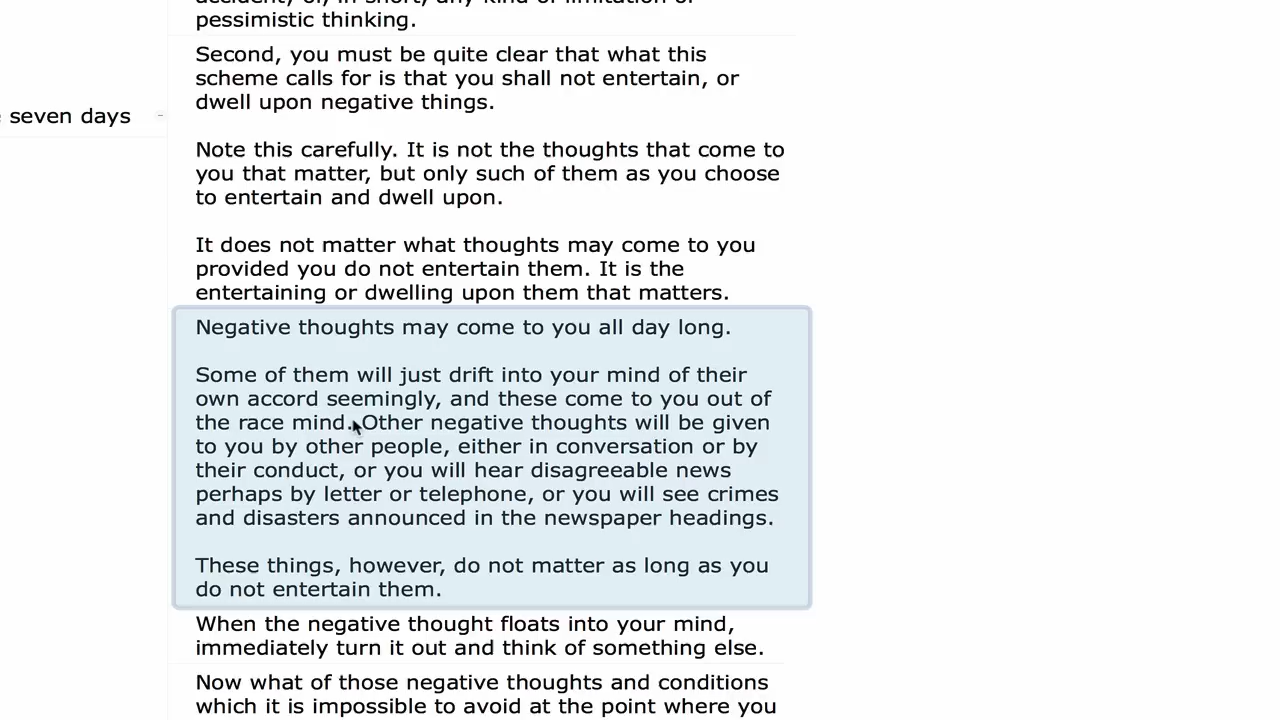 pessimistic thinking.
Second, you must be quite clear that what this
scheme calls for is that you shall not entertain, or
dwell upon negative things.
seven days
Note this carefully. It is not the thoughts that come to
you that matter, but only such of them as you choose
to entertain and dwell upon.
It does not matter what thoughts may come to you
provided you do not entertain them. It is the
entertaining or dwelling upon them that matters.
Negative thoughts may come to you all day long.
Some of them will just drift into your mind of their
own accord seemingly, and these come to you out of
the race mind. Other negative thoughts will be given
to you by other people, either in conversation or by
their conduct, or you will hear disagreeable news
perhaps by letter or telephone, or you will see crimes
and disasters announced in the newspaper headings.
These things, however, do not matter as long as you
do not entertain them.
When the negative thought floats into your mind,
immediately turn it out and think of something else.
Now what of those negative thoughts and conditions
which it is impossible to avoid at the point where you